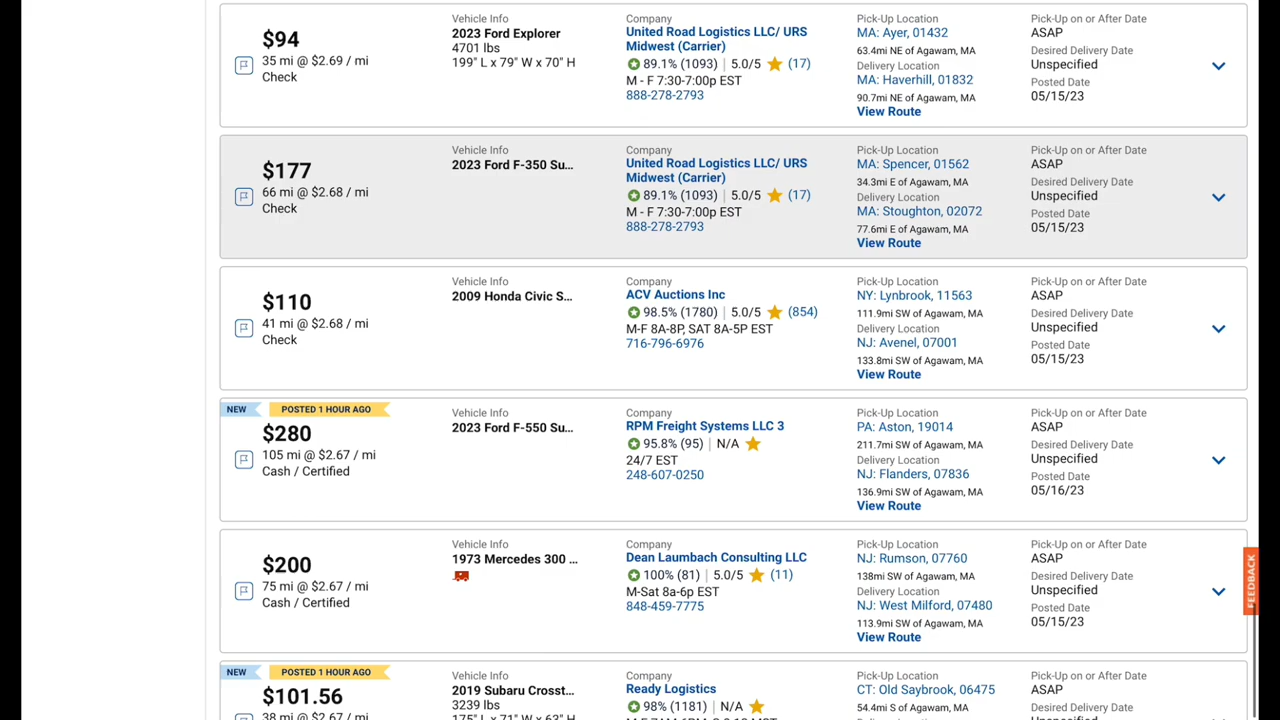 $94
35 mi @ $2.69 / mi
Check
Vehicle Info
2023 Ford Explorer
4701 lbs
199" L x 79" W x 70" H
Company
United Road Logistics LLC/ URS
Midwest (Carrier)
89.1% (1093) | 5.0/5 (17)
M - F 7:30-7:00p EST
888-278-2793
Pick-Up Location
MA: Ayer, 01432
63.4mi NE of Agawam, MA
Delivery Location
MA: Haverhill, 01832
90.7mi NE of Agawam, MA
View Route
Pick-Up on or After Date
ASAP
Desired Delivery Date
Unspecified
Posted Date
05/15/23
$177
66 mi @ $2.68 / mi
Check
Vehicle Info
2023 Ford F-350 Su...
Company
United Road Logistics LLC/ URS
Midwest (Carrier)
89.1% (1093) | 5.0/5 (17)
M - F 7:30-7:00p EST
888-278-2793
Pick-Up Location
MA: Spencer, 01562
34.3mi E of Agawam, MA
Delivery Location
MA: Stoughton, 02072
77.6mi E of Agawam, MA
View Route
Pick-Up on or After Date
ASAP
Desired Delivery Date
Unspecified
Posted Date
05/15/23
$110
41 mi @ $2.68 / mi
Check
Vehicle Info
2009 Honda Civic S...
Company
ACV Auctions Inc
98.5% (1780) | 5.0/5 (854)
M-F 8A-8P, SAT 8A-5P EST
716-796-6976
Pick-Up Location
NY: Lynbrook, 11563
111.9mi SW of Agawam, MA
Delivery Location
NJ: Avenel, 07001
133.8mi SW of Agawam, MA
View Route
Pick-Up on or After Date
ASAP
Desired Delivery Date
Unspecified
Posted Date
05/15/23
NEW POSTED 1 HOUR AGO
$280
105 mi @ $2.67 / mi
Cash / Certified
Vehicle Info
2023 Ford F-550 Su...
Company
RPM Freight Systems LLC 3
95.8% (95) | N/A
24/7 EST
248-607-0250
Pick-Up Location
PA: Aston, 19014
211.7mi SW of Agawam, MA
Delivery Location
NJ: Flanders, 07836
136.9mi SW of Agawam, MA
View Route
Pick-Up on or After Date
ASAP
Desired Delivery Date
Unspecified
Posted Date
05/16/23
$200
75 mi @ $2.67 / mi
Cash / Certified
Vehicle Info
1973 Mercedes 300 ...
Company
Dean Laumbach Consulting LLC
100% (81) | 5.0/5 (11)
M-Sat 8a-6p EST
848-459-7775
Pick-Up Location
NJ: Rumson, 07760
138mi SW of Agawam, MA
Delivery Location
NJ: West Milford, 07480
113.9mi SW of Agawam, MA
View Route
Pick-Up on or After Date
ASAP
Desired Delivery Date
Unspecified
Posted Date
05/15/23
FEEDBACK
NEW POSTED 1 HOUR AGO
$101.56
38 mi @ $2.67 / mi
Vehicle Info
2019 Subaru Crosst...
3239 lbs
175" L x 71" W x 63" H
Company
Ready Logistics
98% (1181) | N/A
Pick-Up Location
CT: Old Saybrook, 06475
54.4mi S of Agawam, MA
Pick-Up on or After Date
ASAP
Desired Delivery Date